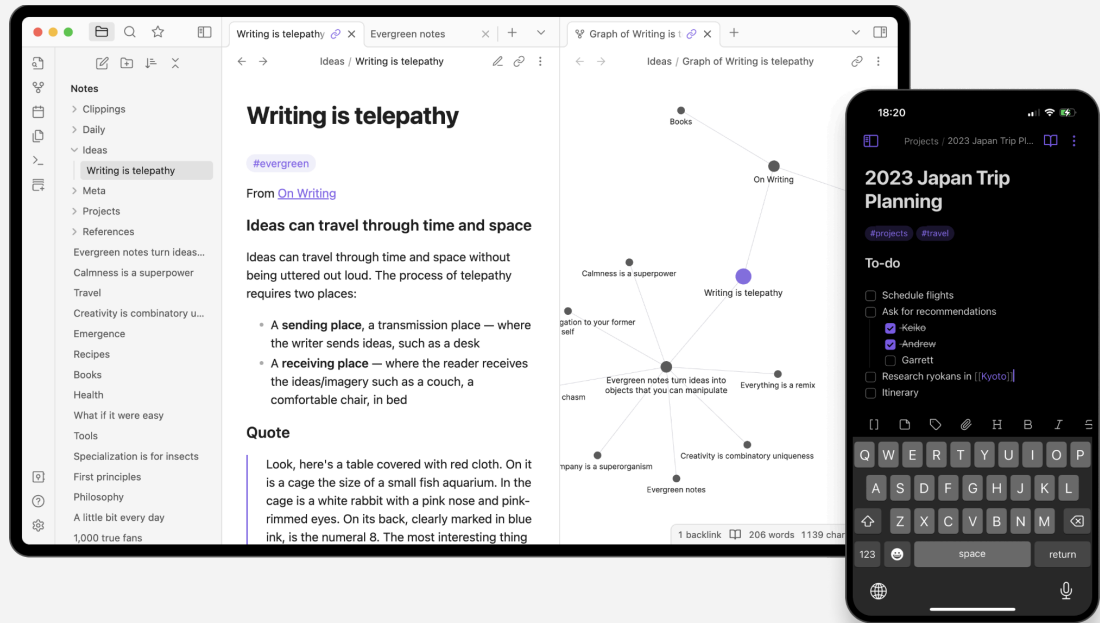 Writing is telepathy
Evergreen notes
Graph of Writing is t
Ideas / Writing is telepathy
Ideas / Graph of Writing is telepathy
Notes
Clippings
Daily
Ideas
Writing is telepathy
Meta
Projects
References
Evergreen notes turn ideas...
Calmness is a superpower
Travel
Creativity is combinatory u...
Emergence
Recipes
Books
Health
What if it were easy
Tools
Specialization is for insects
First principles
Philosophy
A little bit every day
1,000 true fans
Writing is telepathy
#evergreen
From On Writing
Ideas can travel through time and space
Ideas can travel through time and space without
being uttered out loud. The process of telepathy
requires two places:
• A sending place, a transmission place — where
the writer sends ideas, such as a desk
• A receiving place — where the reader receives
the ideas/imagery such as a couch, a
comfortable chair, in bed
Quote
Look, here's a table covered with red cloth. On it
is a cage the size of a small fish aquarium. In the
cage is a white rabbit with a pink nose and pink-
rimmed eyes. On its back, clearly marked in blue
ink, is the numeral 8. The most interesting thing
Books
On Writing
Calmness is a superpower
Writing is telepathy
gation to your former
self
Evergreen notes turn ideas into
objects that you can manipulate
Everything is a remix
chasm
Creativity is combinatory uniqueness
mpany is a superorganism
Evergreen notes
1 backlink 206 words 1139 char
18:20
Projects / 2023 Japan Trip Pl...
2023 Japan Trip
Planning
#projects #travel
To-do
Schedule flights
Ask for recommendations
Keiko
Andrew
Garrett
Research ryokans in [[Kyoto]]
Itinerary
[] H B I S
Q W E R T Y U I O P
A S D F G H J K L
Z X C V B N M
123 space return